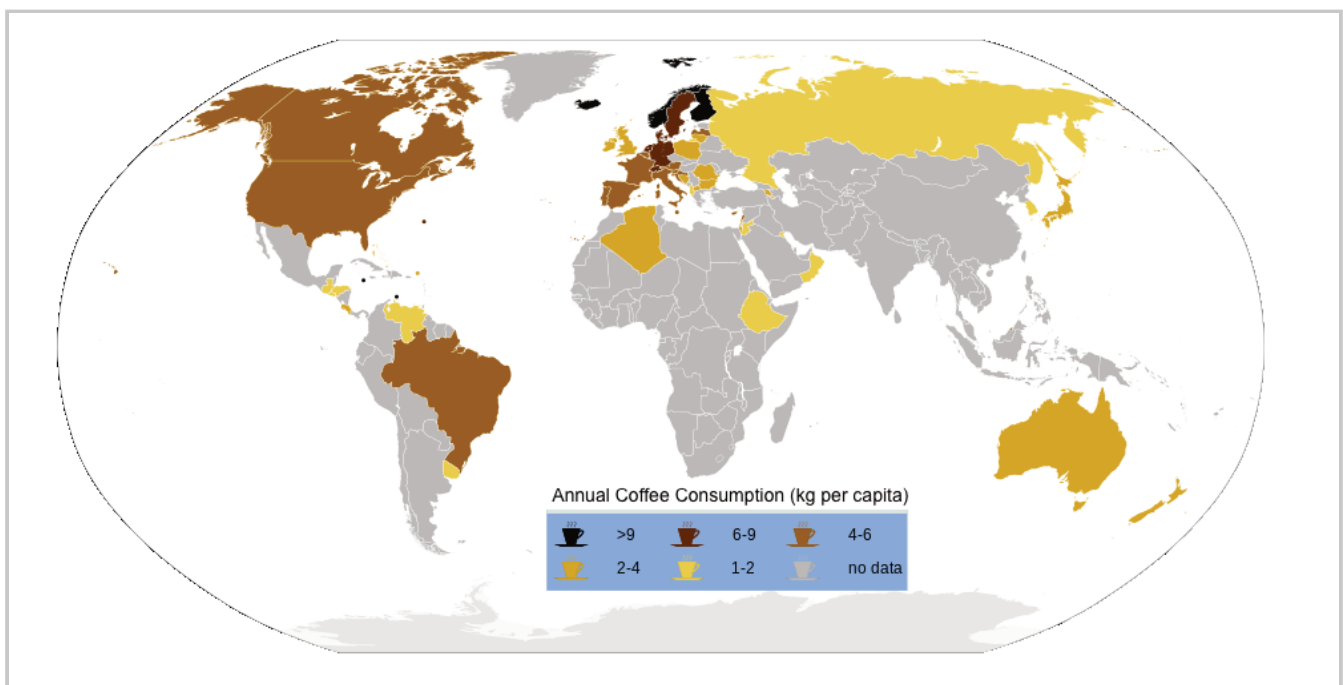 Annual Coffee Consumption (kg per capita)
>9 6-9 4-6
2-4 1-2 no data